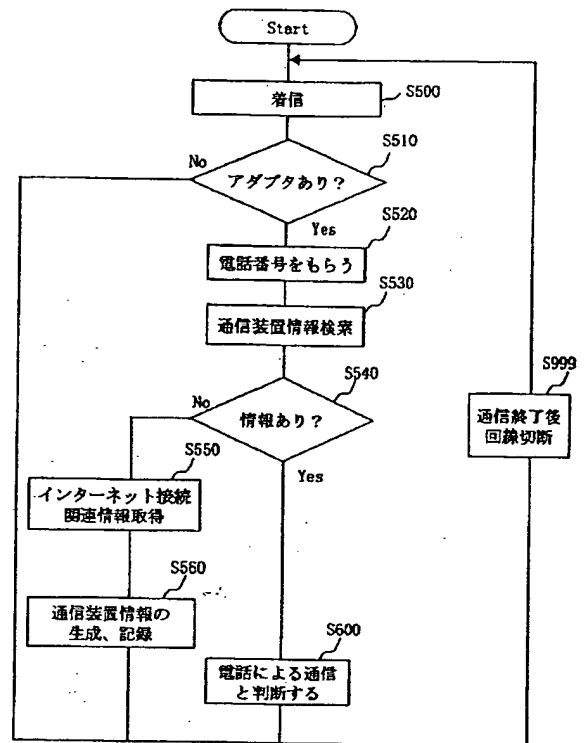 Start
着信
S500
S510
No
アダプタあり？
Yes
S520
電話番号をもらう
S530
通信装置情報検索
S540
No
情報あり？
Yes
S999
通信終了後
回線切断
S550
インターネット接続
関連情報取得
S560
通信装置情報の
生成、記録
S600
電話による通信
と判断する